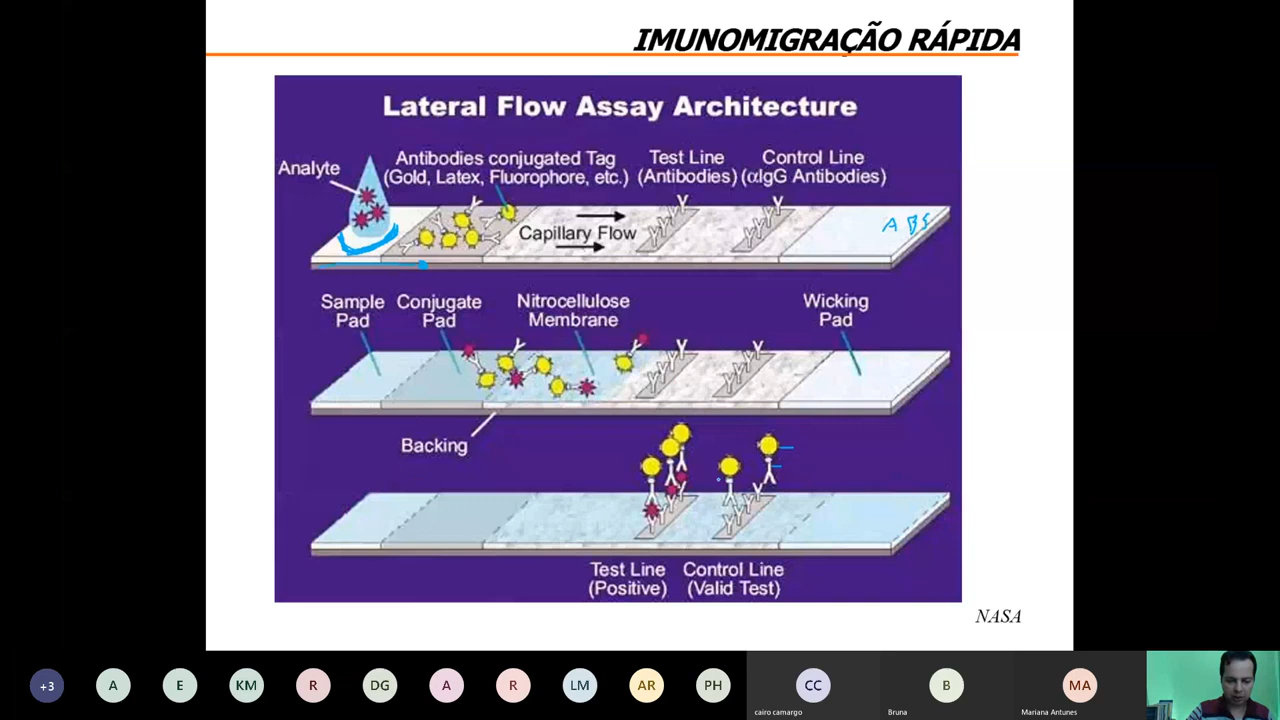 IMUNOMIGRAÇÃO RÁPIDA
Lateral Flow Assay Architecture
Analyte
Antibodies conjugated Tag
(Gold, Latex, Fluorophore, etc.)
Test Line
(Antibodies)
Control Line
(αIgG Antibodies)
Capillary Flow
Sample
Pad
Conjugate
Pad
Nitrocellulose
Membrane
Wicking
Pad
Backing
Test Line
(Positive)
Control Line
(Valid Test)
NASA
+3
A
E
KM
R
DG
A
R
LM
AR
PH
CC
B
MA
cairo camargo
Bruna
Mariana Antunes